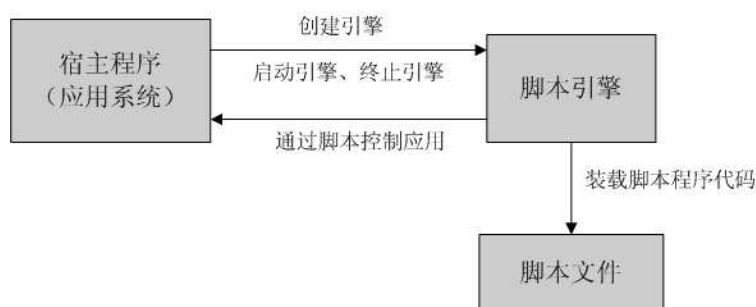 创建引擎
宿主程序
（应用系统）
启动引擎、终止引擎
脚本引擎
通过脚本控制应用
装载脚本程序代码
脚本文件